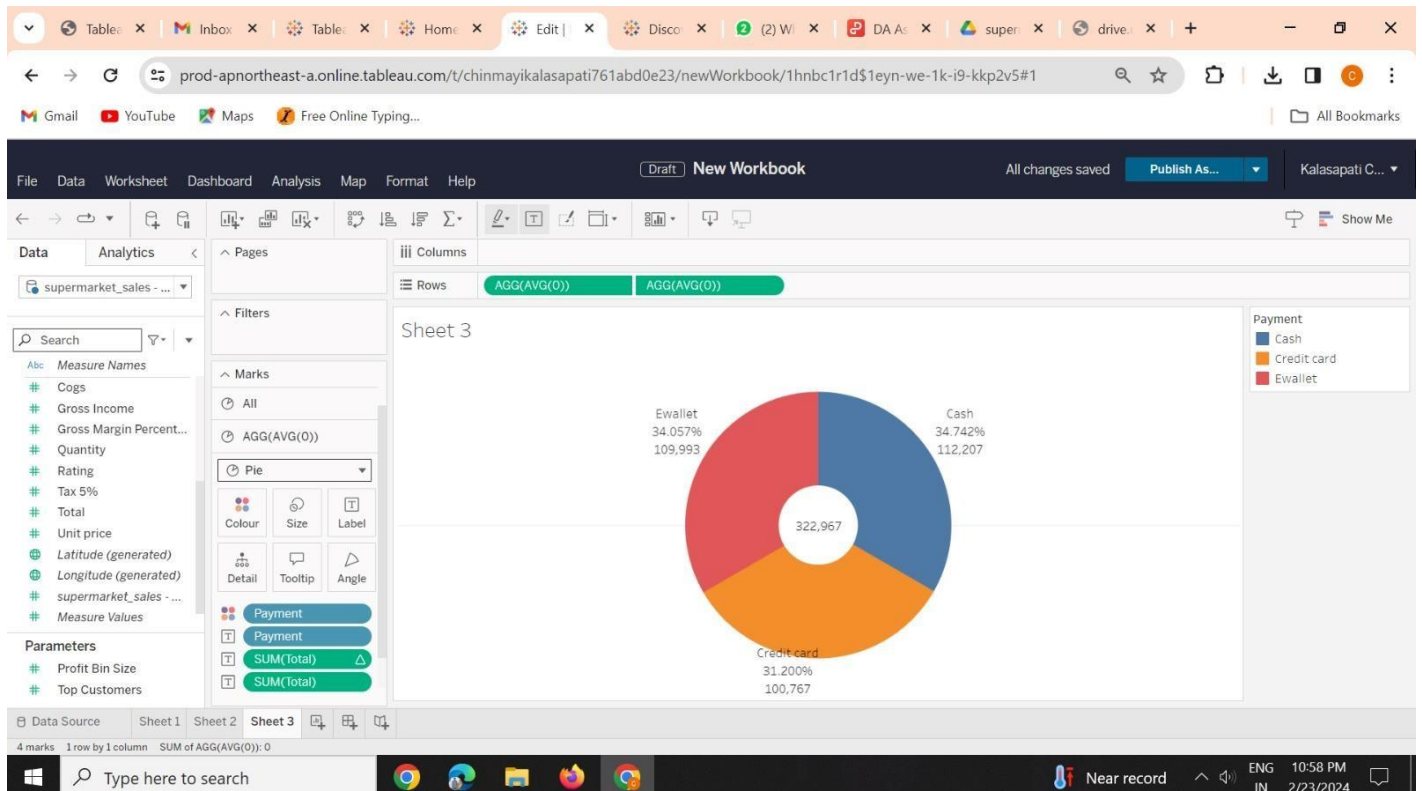 Table
Inbox
Table
Home
Edit |
Disco
(2) W
DA As
super
drive.
prod-apnortheast-a.online.tableau.com/t/chinmayikalasapati761abd0e23/newWorkbook/1hnbc1r1d$1eyn-we-1k-i9-kkp2v5#1
C
Gmail YouTube Maps Free Online Typing...
All Bookmarks
Draft New Workbook
All changes saved
Publish As...
Kalasapati C...
File Data Worksheet Dashboard Analysis Map Format Help
Show Me
Data Analytics
supermarket_sales - ...
Search
Abc Measure Names
# Cogs
# Gross Income
# Gross Margin Percent...
# Quantity
# Rating
# Tax 5%
# Total
# Unit price
Latitude (generated)
Longitude (generated)
# supermarket_sales - ...
# Measure Values
Parameters
# Profit Bin Size
# Top Customers
Pages
Filters
Marks
All
AGG(AVG(0))
Pie
Colour Size Label
Detail Tooltip Angle
Payment
Payment
SUM(Total)
SUM(Total)
Columns
Rows AGG(AVG(0)) AGG(AVG(0))
Sheet 3
Ewallet
34.057%
109,993
Cash
34.742%
112,207
322,967
Credit card
31.200%
100,767
Payment
Cash
Credit card
Ewallet
Data Source Sheet 1 Sheet 2 Sheet 3
4 marks 1 row by 1 column SUM of AGG(AVG(0)): 0
Type here to search
Near record
ENG
IN
10:58 PM
2/23/2024